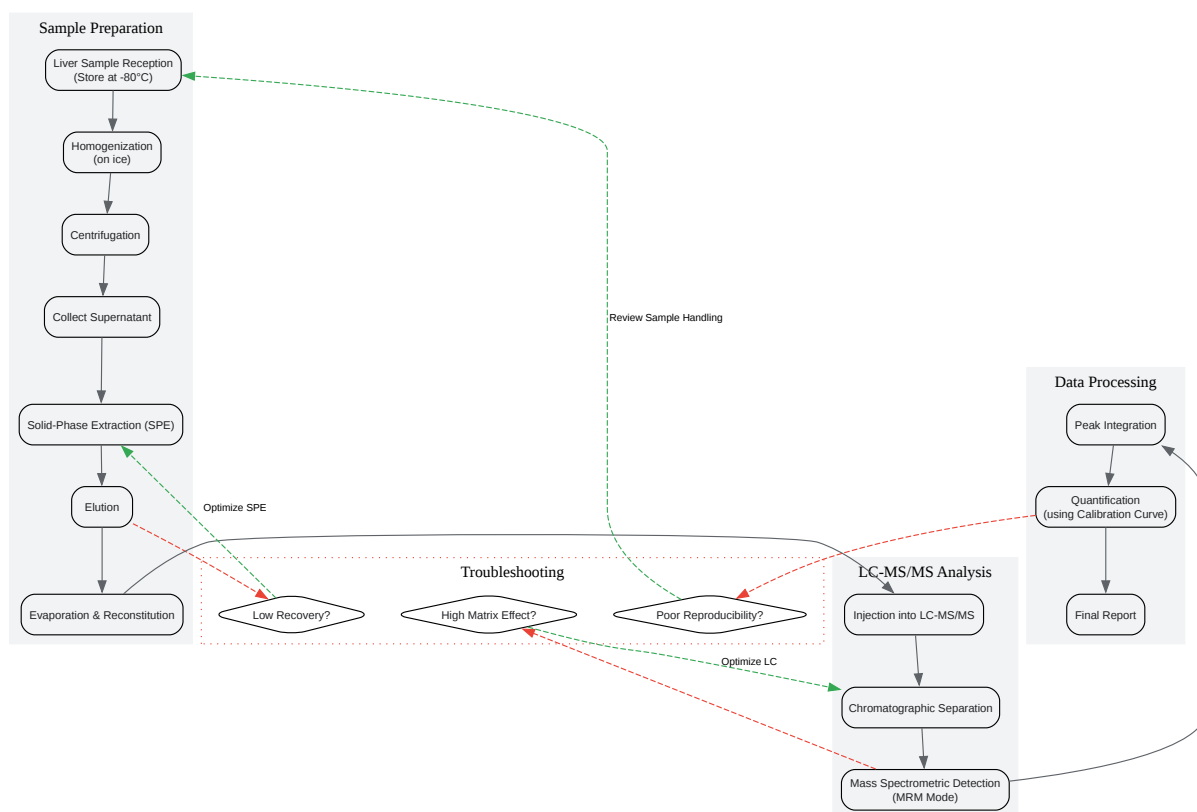 Sample Preparation
Liver Sample Reception
(Store at -80°C)
Homogenization
(on ice)
Centrifugation
Collect Supernatant
Solid-Phase Extraction (SPE)
Elution
Evaporation & Reconstitution
Optimize SPE
Review Sample Handling
Troubleshooting
Low Recovery?
High Matrix Effect?
Poor Reproducibility?
Optimize LC
LC-MS/MS Analysis
Injection into LC-MS/MS
Chromatographic Separation
Mass Spectrometric Detection
(MRM Mode)
Data Processing
Peak Integration
Quantification
(using Calibration Curve)
Final Report